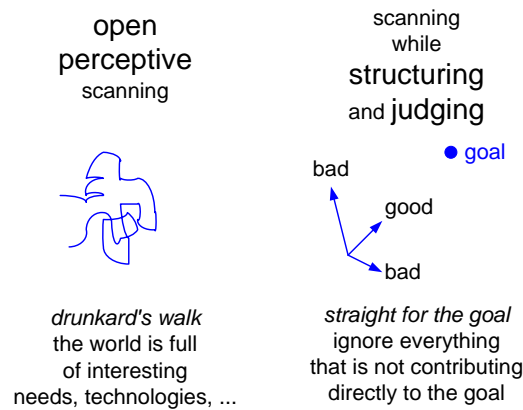 open
perceptive
scanning
drunkard's walk
the world is full
of interesting
needs, technologies, ...
scanning
while
structuring
and judging
goal
bad
good
bad
straight for the goal
ignore everything
that is not contributing
directly to the goal